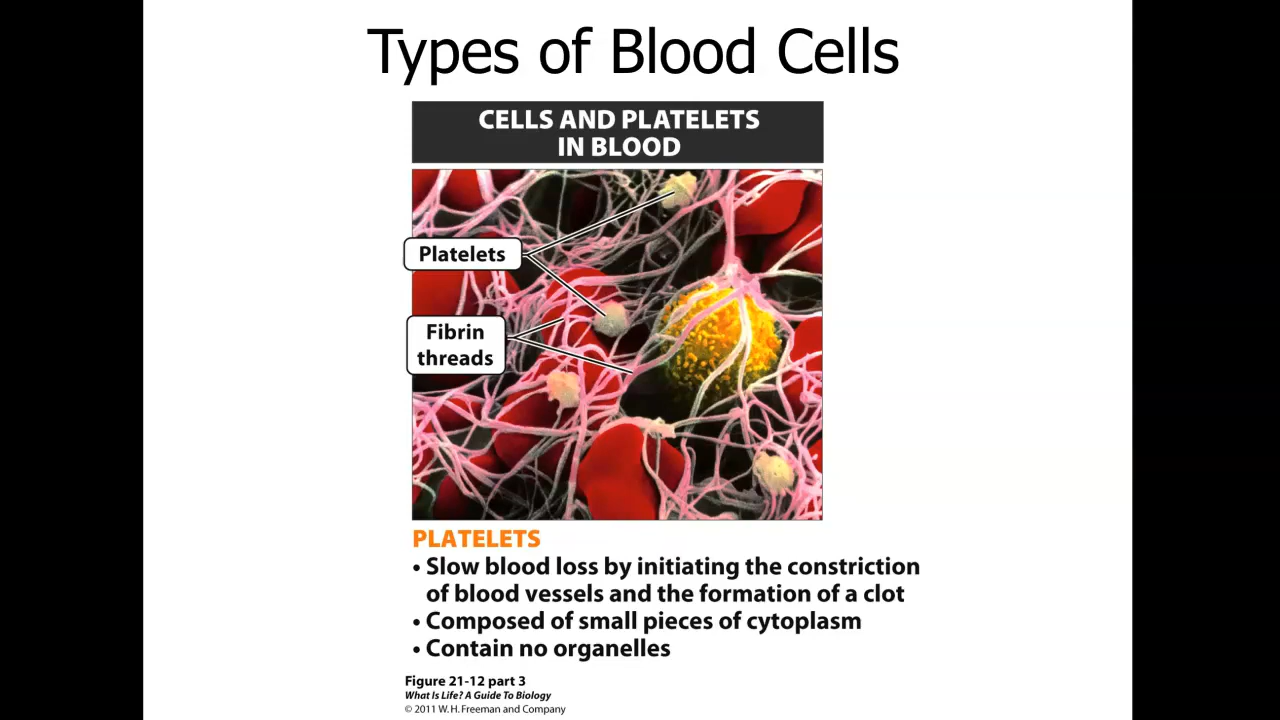 Types of Blood Cells
CELLS AND PLATELETS
IN BLOOD
Platelets
Fibrin
threads
PLATELETS
• Slow blood loss by initiating the constriction
of blood vessels and the formation of a clot
• Composed of small pieces of cytoplasm
• Contain no organelles
Figure 21-12 part 3
What Is Life? A Guide To Biology
© 2011 W. H. Freeman and Company